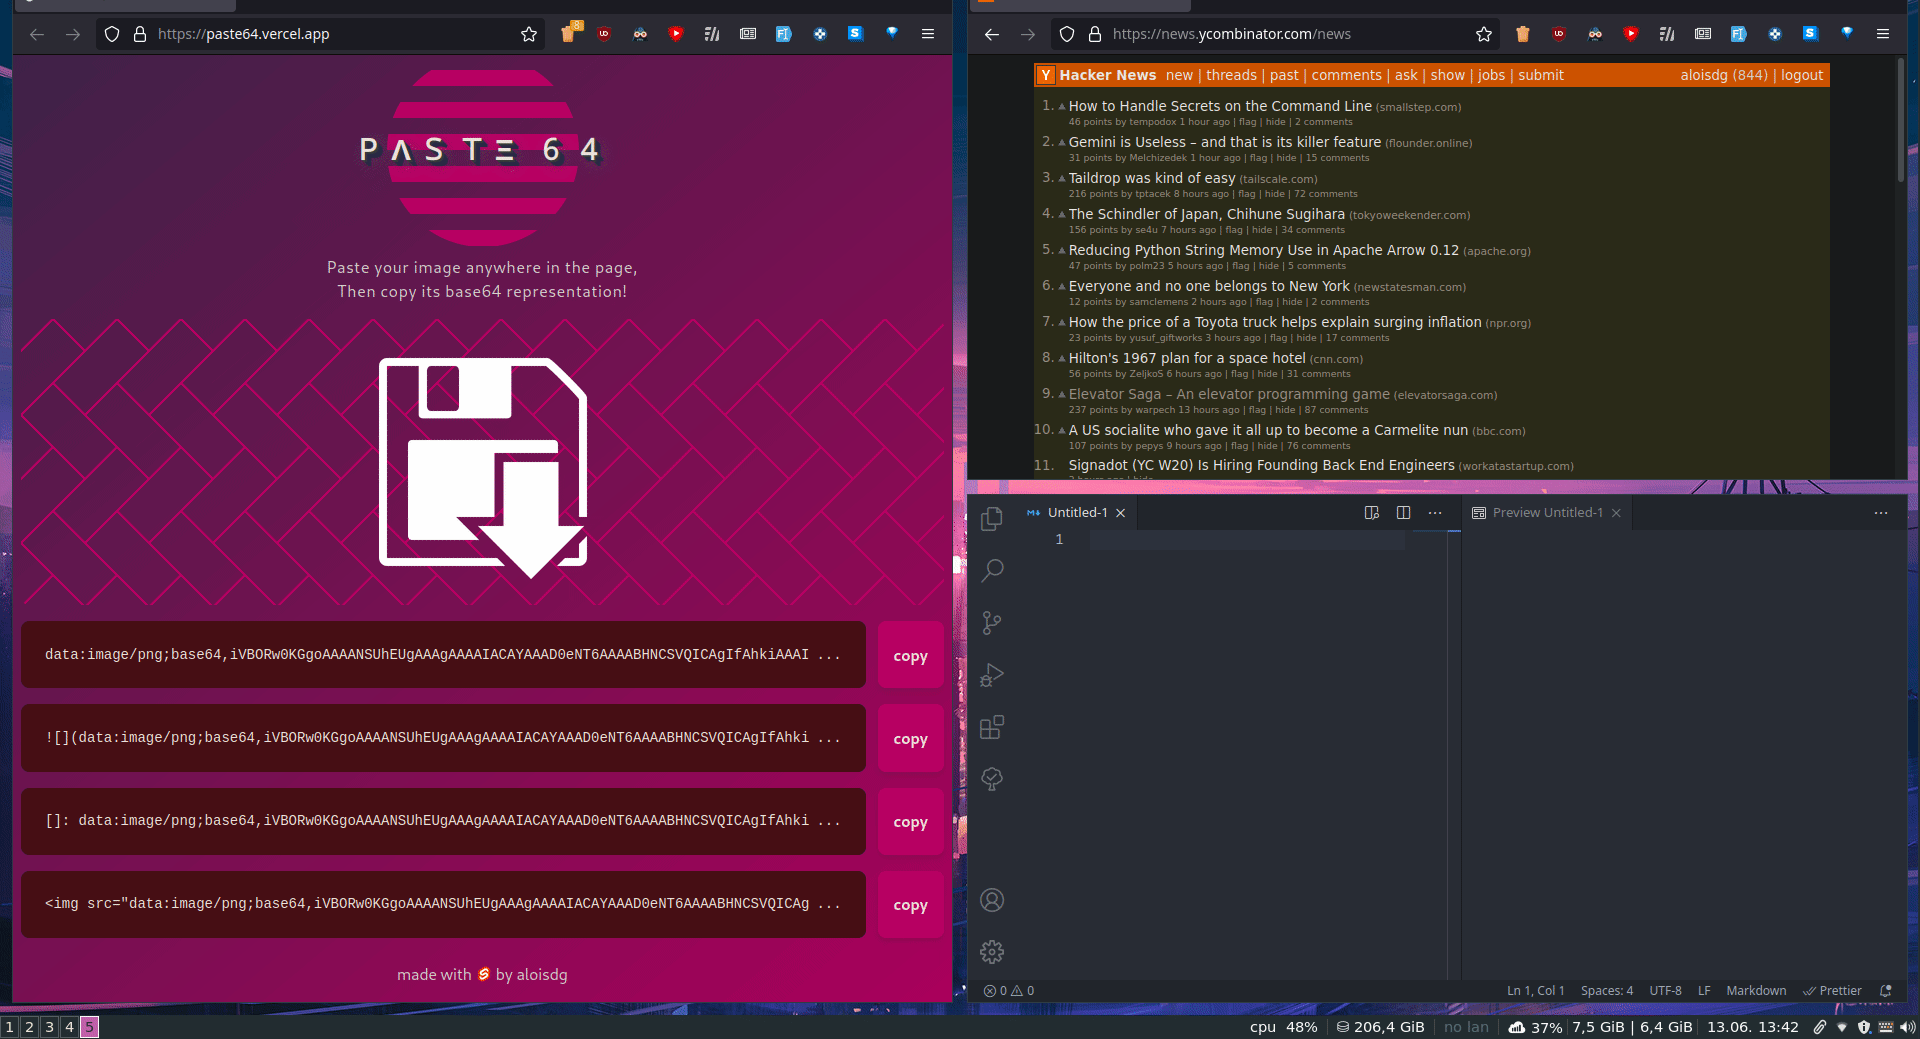 https://paste64.vercel.app
8
PΛSTΞ 64
Paste your image anywhere in the page,
Then copy its base64 representation!
data:image/png;base64,iVBORw0KGgoAAAANSUhEUgAAAgAAAAIACAYAAAD0eNT6AAAABHNCSVQICAgIfAhkiAAAI ...
copy
![](data:image/png;base64,iVBORw0KGgoAAAANSUhEUgAAAgAAAAIACAYAAAD0eNT6AAAABHNCSVQICAgIfAhki ...
copy
[]: data:image/png;base64,iVBORw0KGgoAAAANSUhEUgAAAgAAAAIACAYAAAD0eNT6AAAABHNCSVQICAgIfAhki ...
copy
<img src="data:image/png;base64,iVBORw0KGgoAAAANSUhEUgAAAgAAAAIACAYAAAD0eNT6AAAABHNCSVQICAg ...
copy
made with S by aloisdg
https://news.ycombinator.com/news
Y Hacker News new | threads | past | comments | ask | show | jobs | submit aloisdg (844) | logout
1. How to Handle Secrets on the Command Line (smallstep.com)
46 points by tempodox 1 hour ago | flag | hide | 2 comments
2. Gemini is Useless – and that is its killer feature (flounder.online)
31 points by Melchizedek 1 hour ago | flag | hide | 15 comments
3. Taildrop was kind of easy (tailscale.com)
216 points by tptacek 8 hours ago | flag | hide | 72 comments
4. The Schindler of Japan, Chihune Sugihara (tokyoweekender.com)
156 points by se4u 7 hours ago | flag | hide | 34 comments
5. Reducing Python String Memory Use in Apache Arrow 0.12 (apache.org)
47 points by polm23 5 hours ago | flag | hide | 5 comments
6. Everyone and no one belongs to New York (newstatesman.com)
12 points by samclemens 2 hours ago | flag | hide | 2 comments
7. How the price of a Toyota truck helps explain surging inflation (npr.org)
23 points by yusuf_giftworks 3 hours ago | flag | hide | 17 comments
8. Hilton's 1967 plan for a space hotel (cnn.com)
56 points by ZeljkoS 6 hours ago | flag | hide | 31 comments
9. Elevator Saga – An elevator programming game (elevatorsaga.com)
237 points by warpech 13 hours ago | flag | hide | 87 comments
10. A US socialite who gave it all up to become a Carmelite nun (bbc.com)
107 points by pepys 9 hours ago | flag | hide | 76 comments
11. Signadot (YC W20) Is Hiring Founding Back End Engineers (workatastartup.com)
Untitled-1
Preview Untitled-1
1
0 0
Ln 1, Col 1 Spaces: 4 UTF-8 LF Markdown Prettier
1 2 3 4 5
cpu 48% 206,4 GiB no lan 37% 7,5 GiB | 6,4 GiB 13.06. 13:42